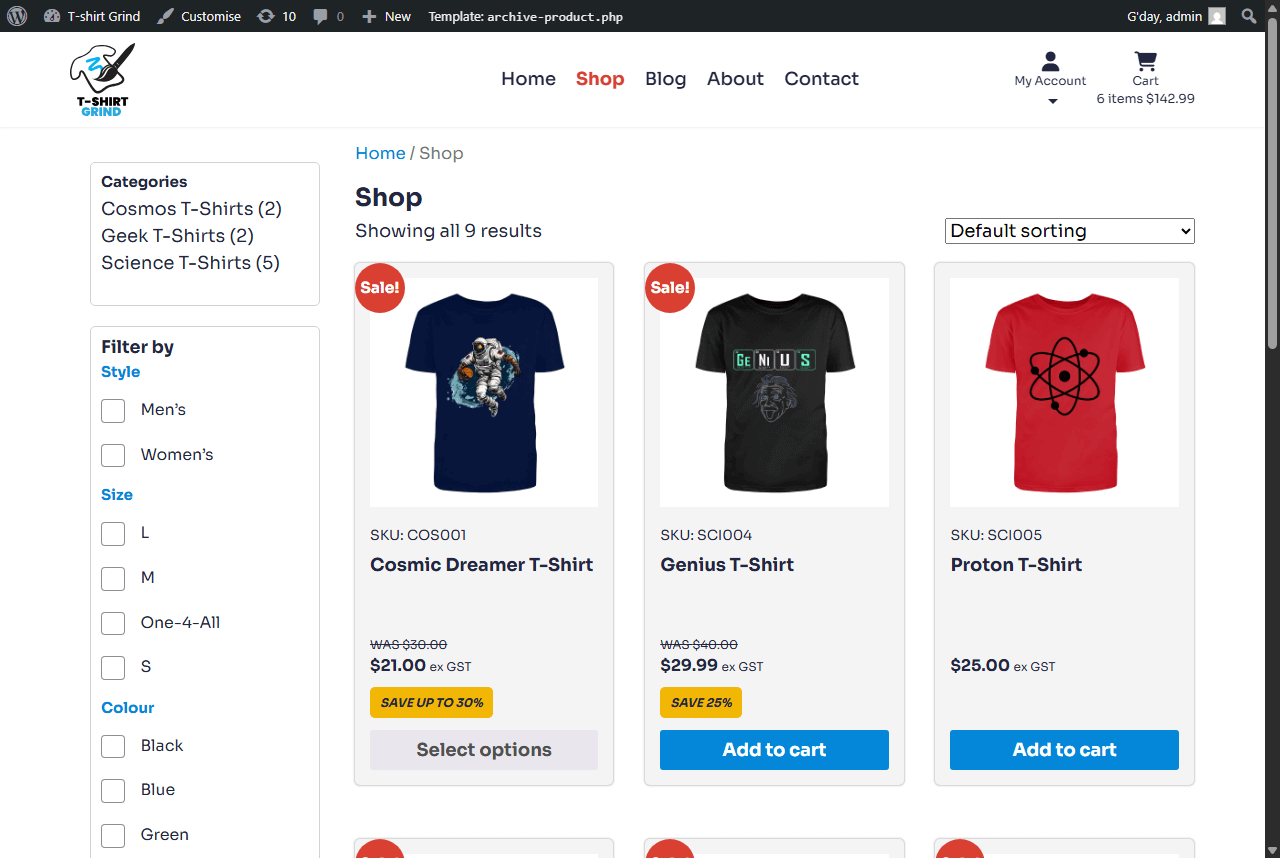 T-shirt Grind Customise 10 0 New Template: archive-product.php G'day, admin
T-SHIRT
GRIND
Home Shop Blog About Contact
My Account
Cart
6 items $142.99
Categories
Cosmos T-Shirts (2)
Geek T-Shirts (2)
Science T-Shirts (5)
Filter by
Style
Men's
Women's
Size
L
M
One-4-All
S
Colour
Black
Blue
Green
Home / Shop
Shop
Showing all 9 results
Default sorting
Sale!
SKU: COS001
Cosmic Dreamer T-Shirt
WAS $30.00
$21.00 ex GST
SAVE UP TO 30%
Select options
Sale!
GENIUS
SKU: SCI004
Genius T-Shirt
WAS $40.00
$29.99 ex GST
SAVE 25%
Add to cart
SKU: SCI005
Proton T-Shirt
$25.00 ex GST
Add to cart